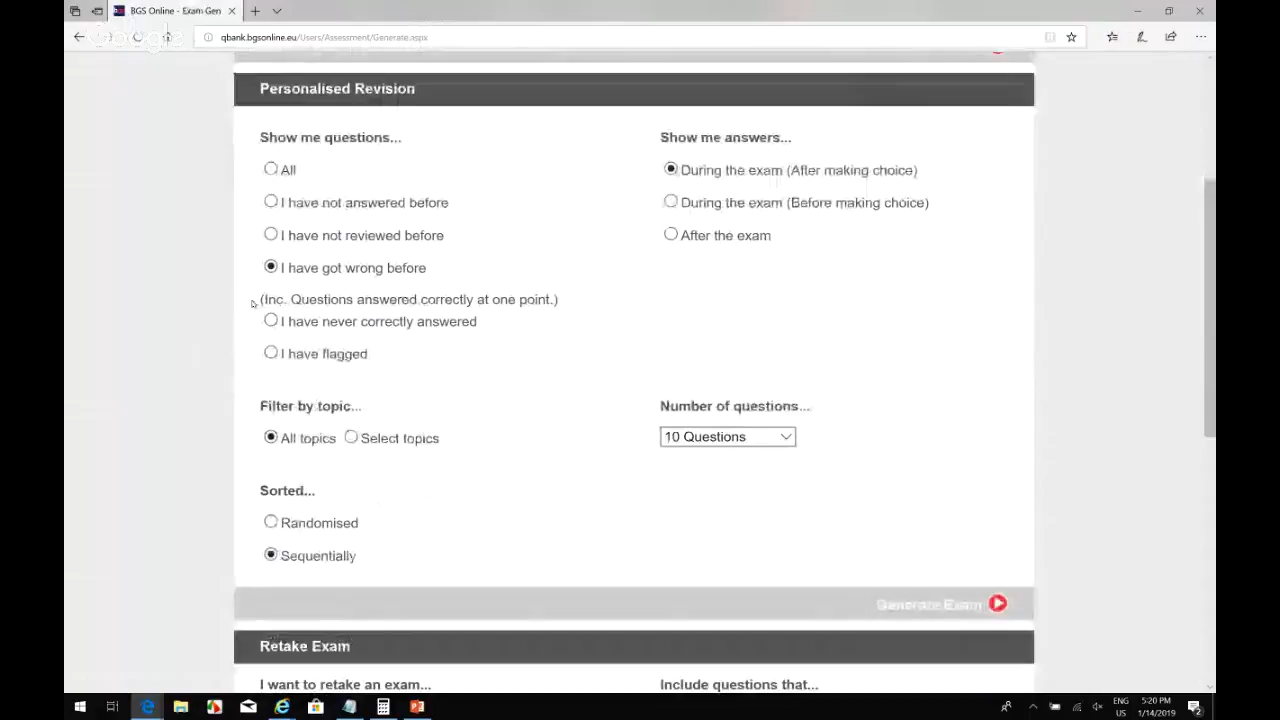 BGS Online - Exam Gen
qbank.bgsonline.eu/Users/Assessment/Generate.aspx
Google
Personalised Revision
Show me questions...
All
I have not answered before
I have not reviewed before
I have got wrong before
(Inc. Questions answered correctly at one point.)
I have never correctly answered
I have flagged
Show me answers...
During the exam (After making choice)
During the exam (Before making choice)
After the exam
Filter by topic...
All topics Select topics
Number of questions...
10 Questions
Sorted...
Randomised
Sequentially
Generate Exam
Retake Exam
I want to retake an exam...
Include questions that...
ENG
US
5:20 PM
1/14/2019